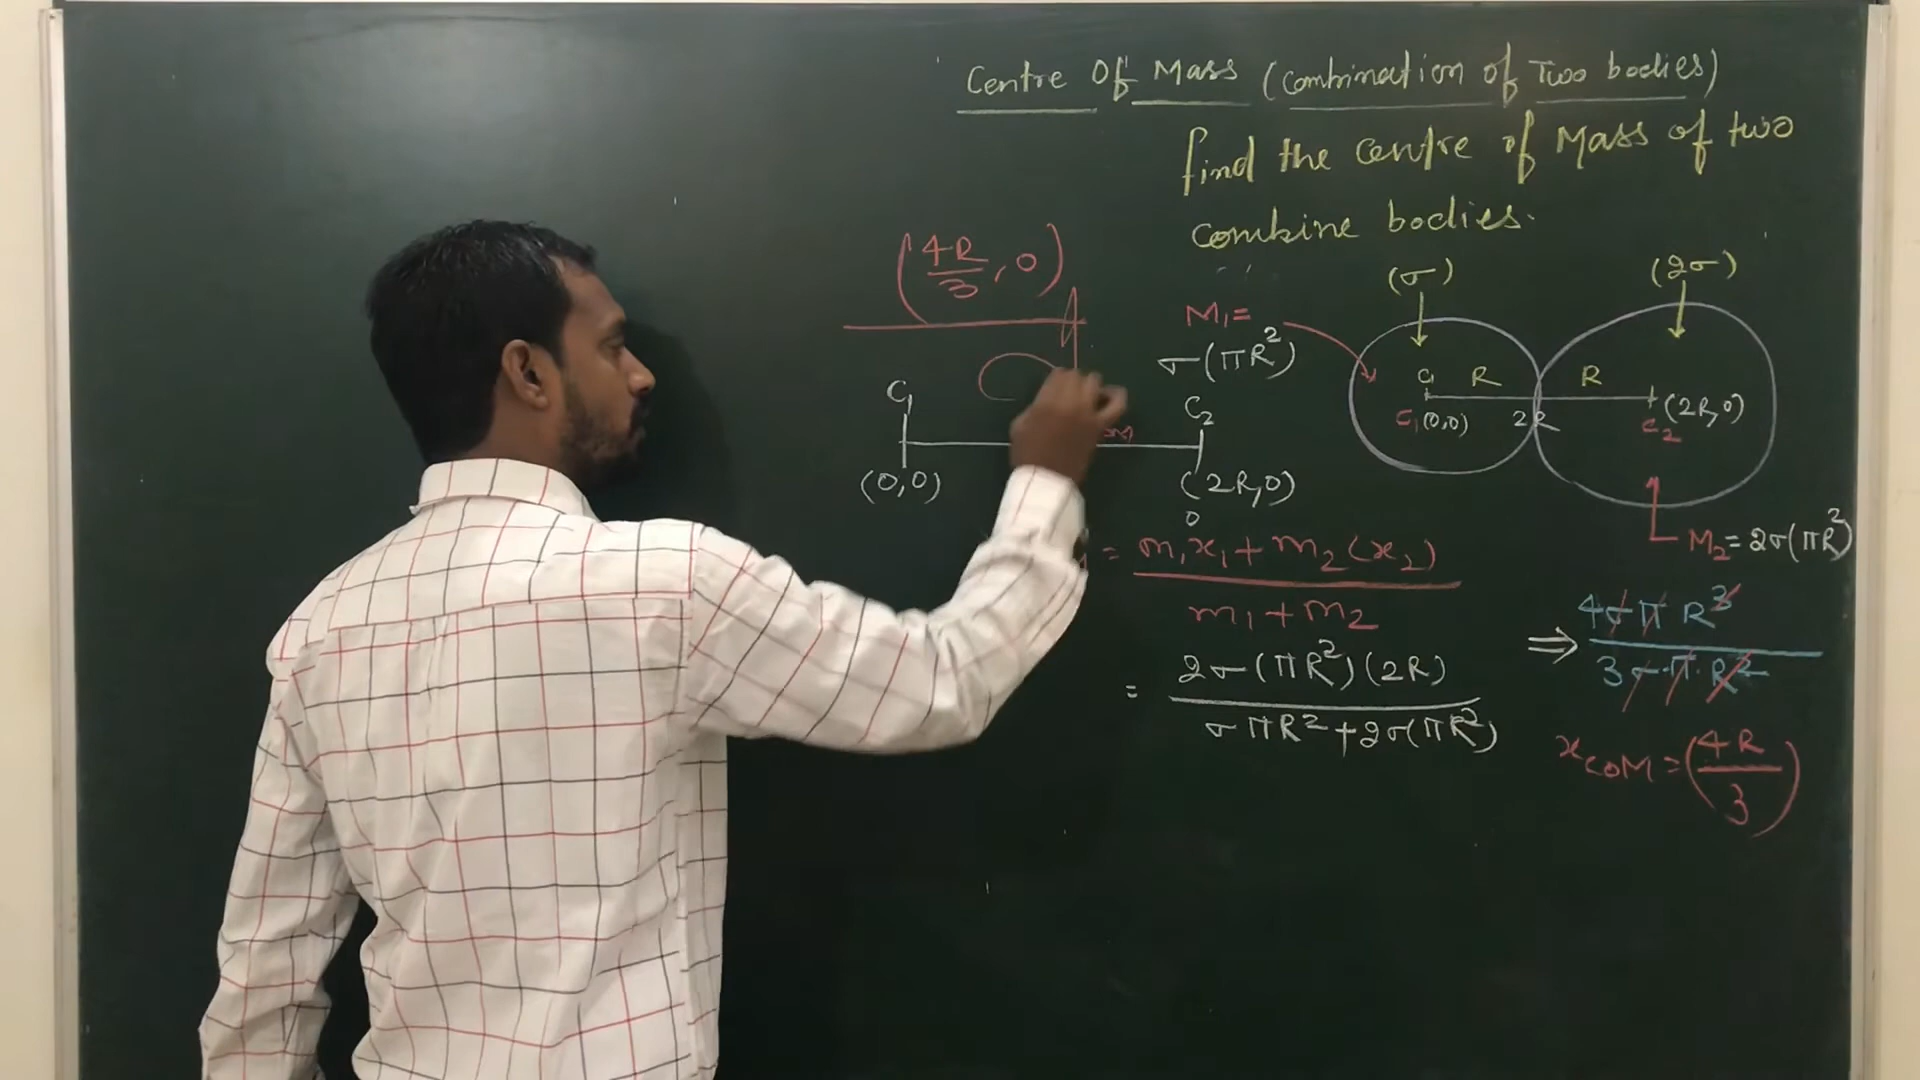 Centre Of Mass (Combination of Two bodies)
find the centre of Mass of two
combine bodies.
(4R/3, 0)
C1
C2
(0,0)
(2R,0)
M1=
σ(πR²)
(σ)
(2σ)
C1 R
R
C1(0,0)
2R
(2R,0)
C2
M2=2σ(πR²)
0
= m1x1+m2(x2) / m1+m2
= 2σ(πR²)(2R) / σπR²+2σ(πR²)
⇒ 4σπR³ / 3σπR²
xCOM=(4R/3)